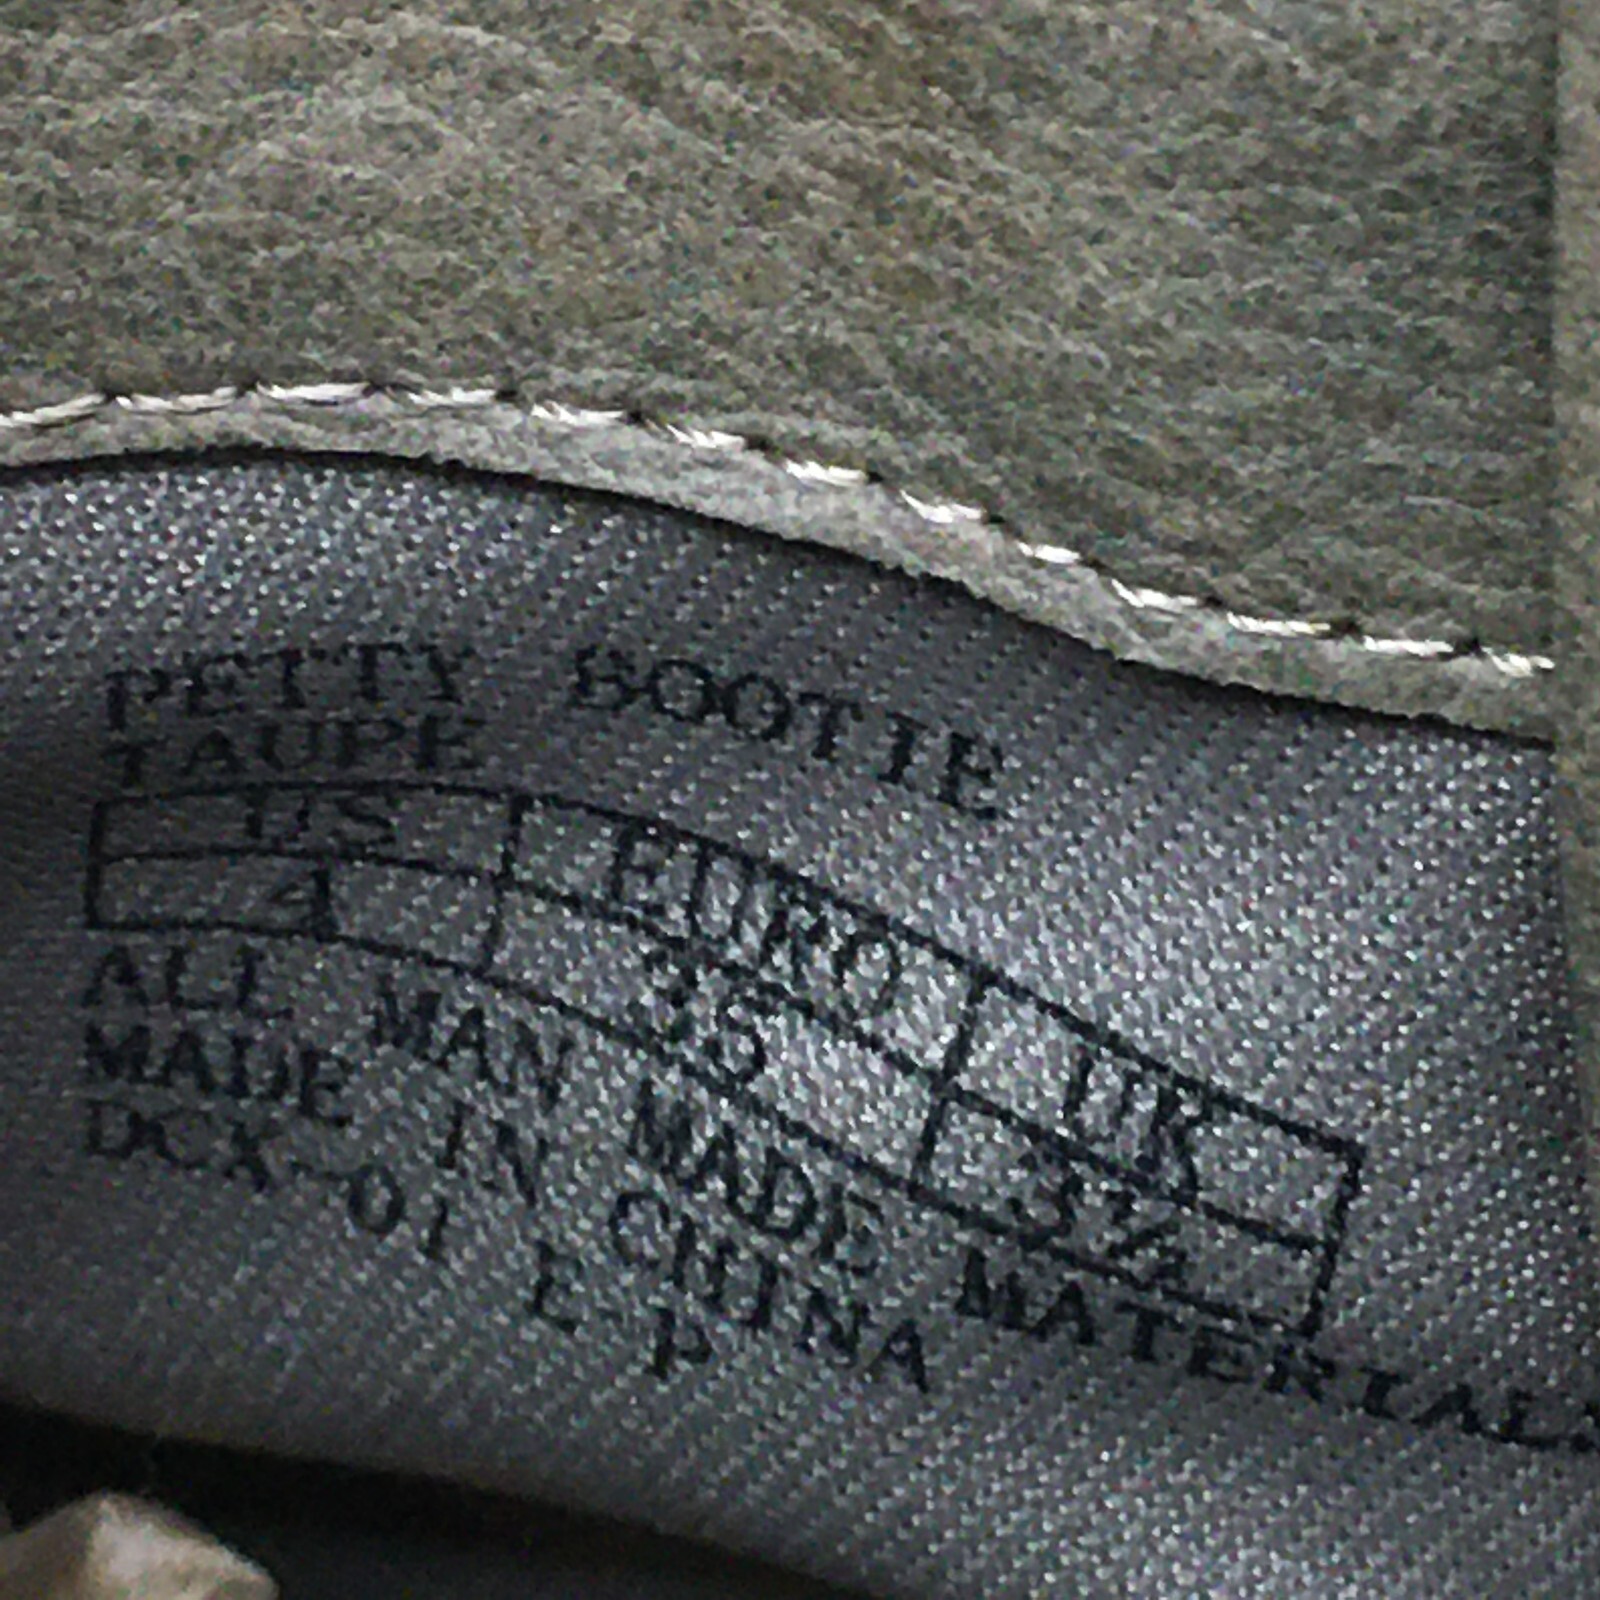 PETTY BOOTIE
TAUPE
US EURO UK
4 35 3½
ALL MAN MADE MATERIALS
MADE IN CHINA
DCX-01 E-P